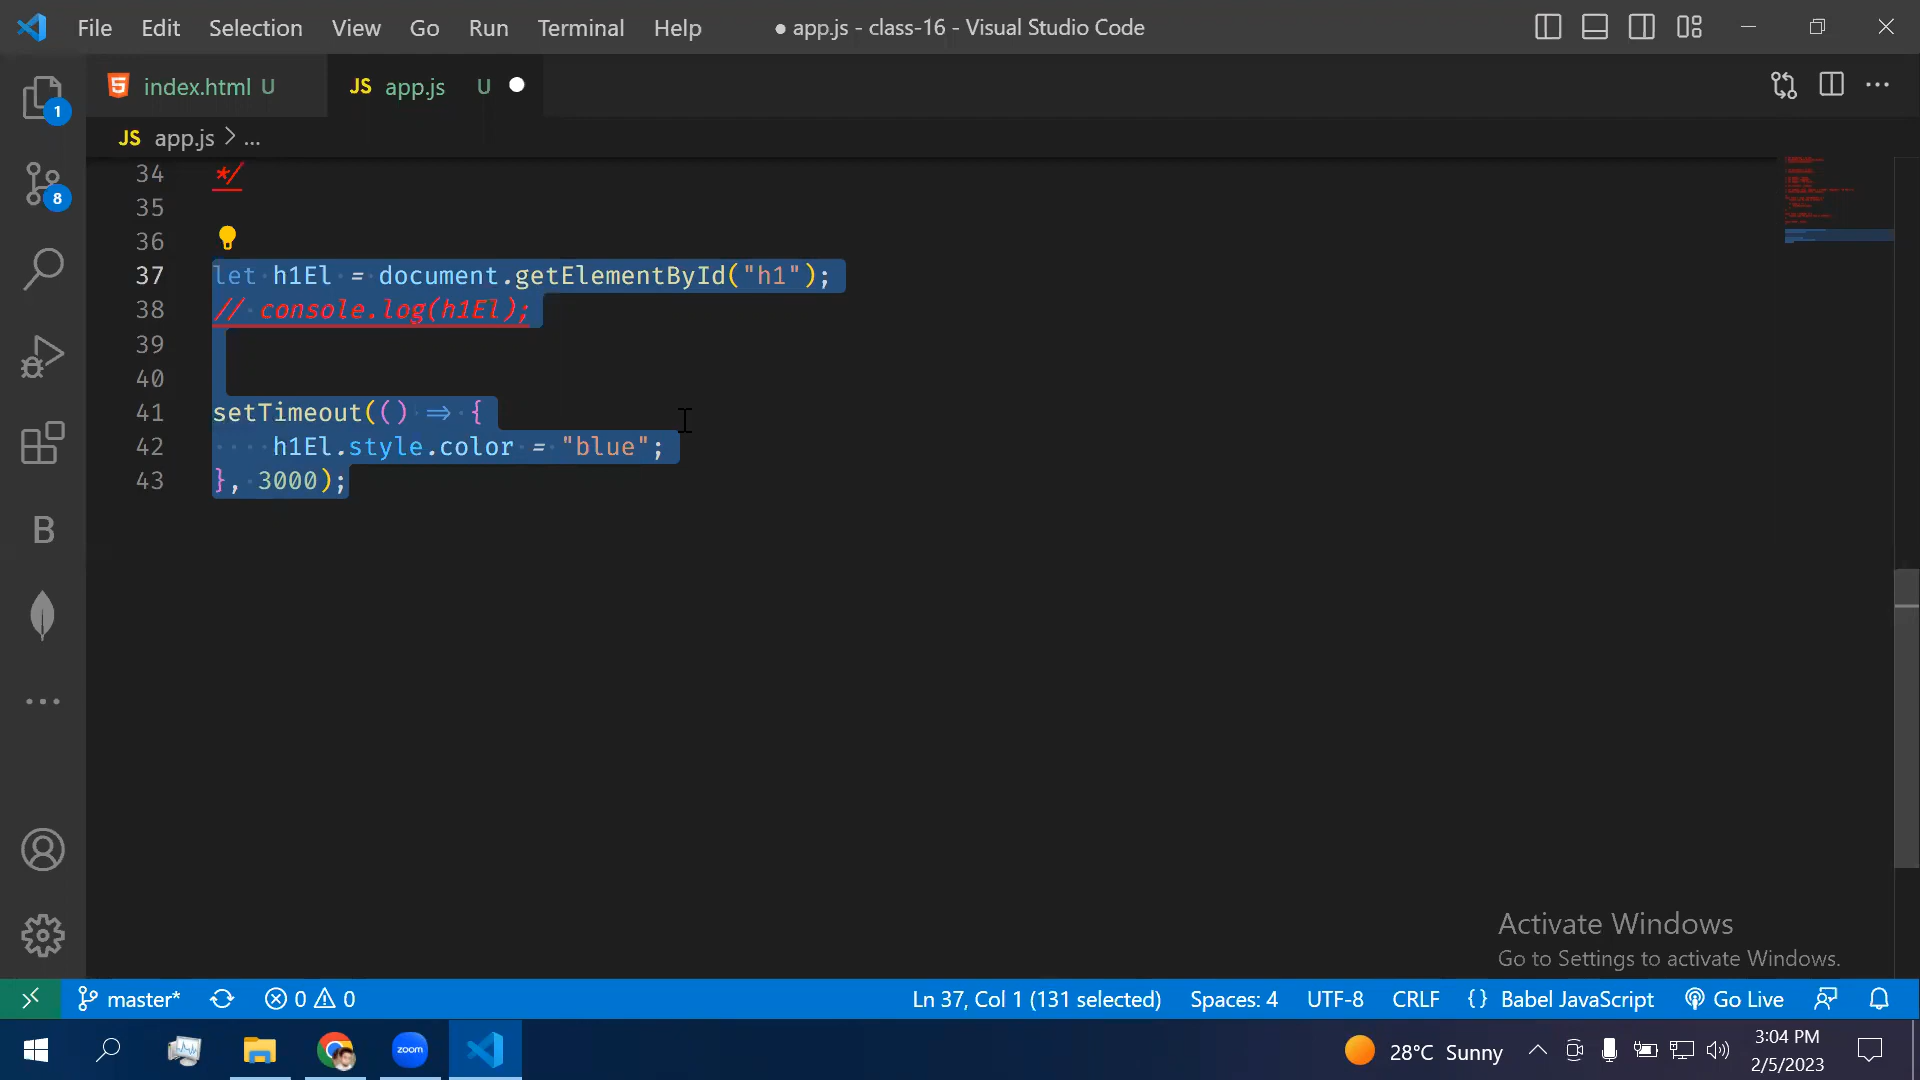 File Edit Selection View Go Run Terminal Help ● app.js - class-16 - Visual Studio Code
1
8
index.html U
JS app.js U
JS app.js > ...
34 */
35
36
37 let h1El = document.getElementById("h1");
38 // console.log(h1El);
39
40
41 setTimeout(() => {
42 h1El.style.color = "blue";
43 }, 3000);
B
Activate Windows
Go to Settings to activate Windows.
master* 0 0 Ln 37, Col 1 (131 selected) Spaces: 4 UTF-8 CRLF {} Babel JavaScript Go Live
zoom 28°C Sunny 3:04 PM
2/5/2023